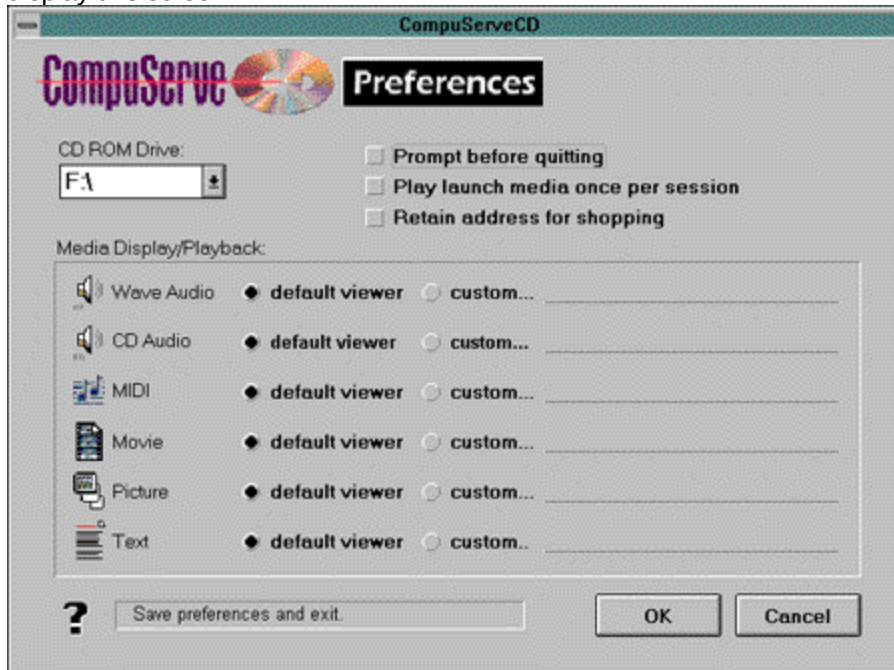 CompuServeCD
CompuServe Preferences
CD ROM Drive:
F:\
Prompt before quitting
Play launch media once per session
Retain address for shopping
Media Display/Playback:
Wave Audio default viewer custom...
CD Audio default viewer custom...
MIDI default viewer custom...
Movie default viewer custom...
Picture default viewer custom...
Text default viewer custom..
? Save preferences and exit. OK Cancel